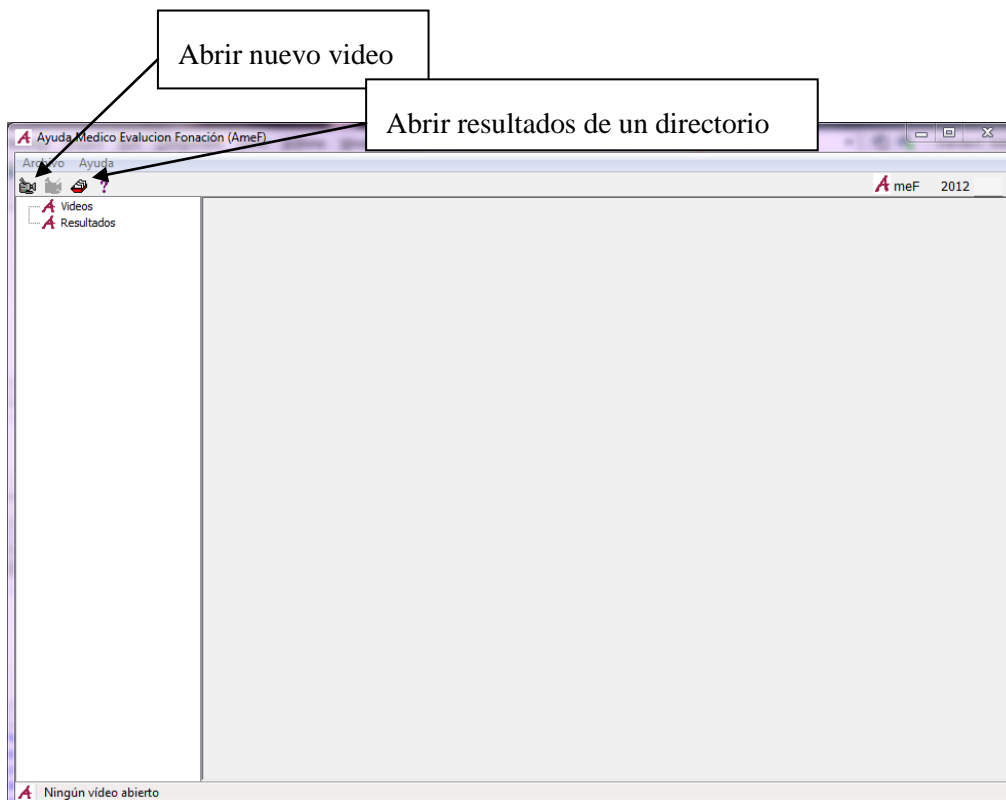 Abrir nuevo video
Abrir resultados de un directorio
Ayuda Medico Evalucion Fonación (AmeF)
Archivo Ayuda
? A meF 2012
Videos
Resultados
Ningún vídeo abierto